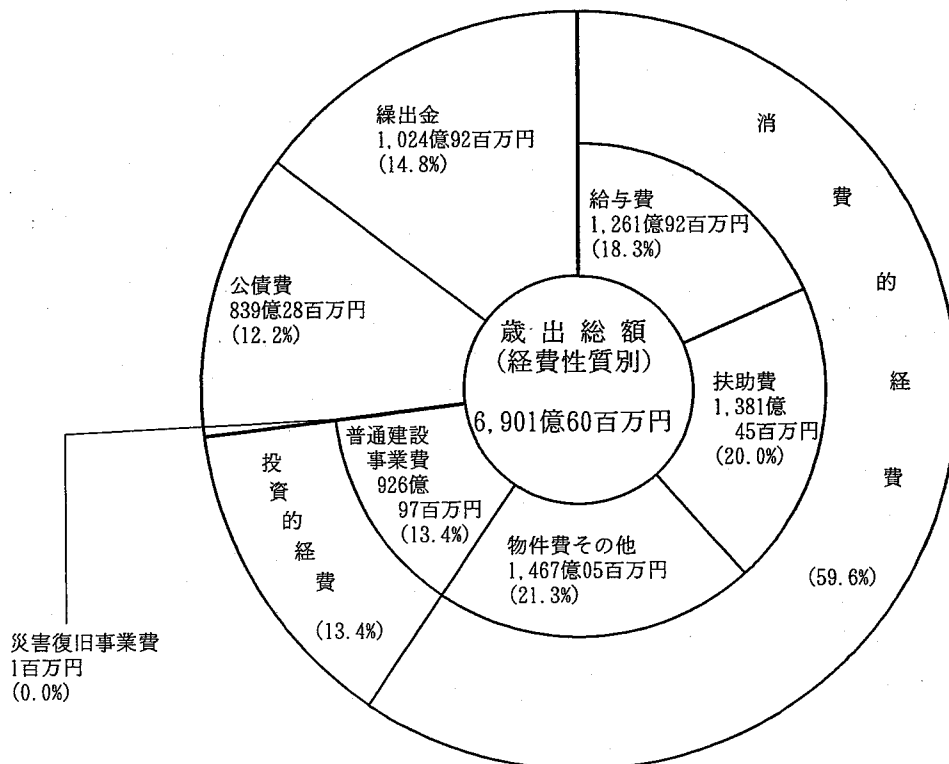 歳出総額
(経費性質別)
6,901億60百万円
消費的経費
(59.6%)
給与費
1,261億92百万円
(18.3%)
扶助費
1,381億
45百万円
(20.0%)
物件費その他
1,467億05百万円
(21.3%)
投資的経費
(13.4%)
普通建設
事業費
926億
97百万円
(13.4%)
災害復旧事業費
1百万円
(0.0%)
公債費
839億28百万円
(12.2%)
繰出金
1,024億92百万円
(14.8%)